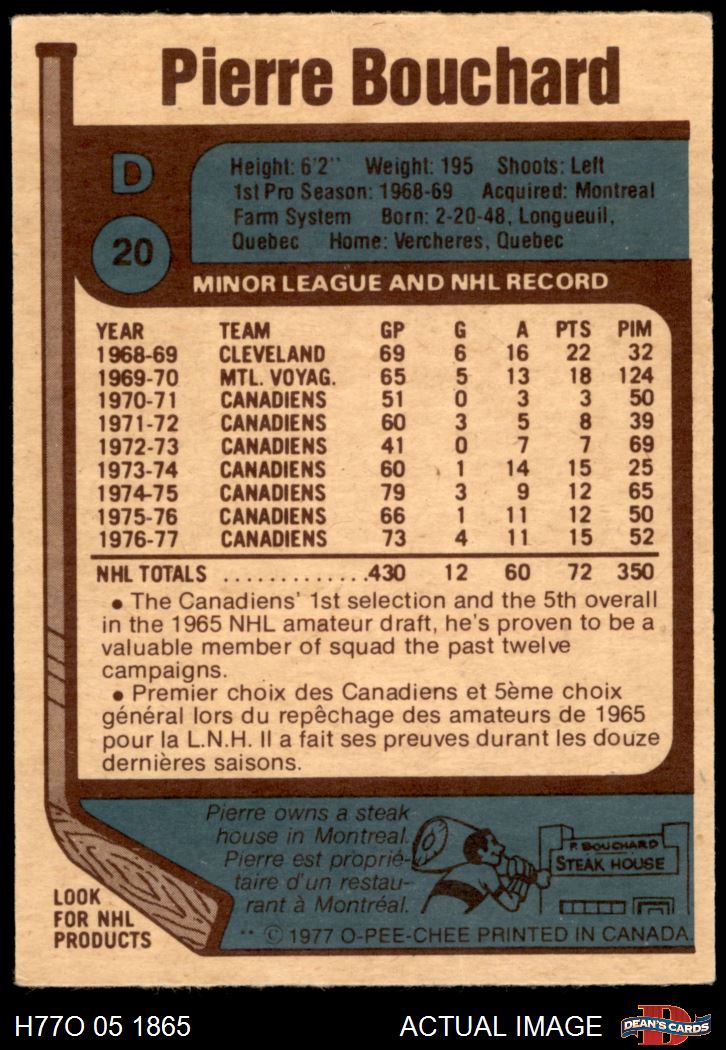 Pierre Bouchard
D
20
Height: 6'2" Weight: 195 Shoots: Left
1st Pro Season: 1968-69 Acquired: Montreal
Farm System Born: 2-20-48, Longueuil,
Quebec Home: Vercheres, Quebec
MINOR LEAGUE AND NHL RECORD
YEAR TEAM GP G A PTS PIM
1968-69 CLEVELAND 69 6 16 22 32
1969-70 MTL. VOYAG. 65 5 13 18 124
1970-71 CANADIENS 51 0 3 3 50
1971-72 CANADIENS 60 3 5 8 39
1972-73 CANADIENS 41 0 7 7 69
1973-74 CANADIENS 60 1 14 15 25
1974-75 CANADIENS 79 3 9 12 65
1975-76 CANADIENS 66 1 11 12 50
1976-77 CANADIENS 73 4 11 15 52
NHL TOTALS .............430 12 60 72 350
• The Canadiens' 1st selection and the 5th overall
in the 1965 NHL amateur draft, he's proven to be a
valuable member of squad the past twelve
campaigns.
• Premier choix des Canadiens et 5ème choix
général lors du repêchage des amateurs de 1965
pour la L.N.H. Il a fait ses preuves durant les douze
dernières saisons.
Pierre owns a steak
house in Montreal.
Pierre est proprié-
taire d'un restau-
rant à Montréal.
P. BOUCHARD
STEAK HOUSE
LOOK
FOR NHL
PRODUCTS
** © 1977 O-PEE-CHEE PRINTED IN CANADA
H77O 05 1865 ACTUAL IMAGE
D
DEAN'S CARDS